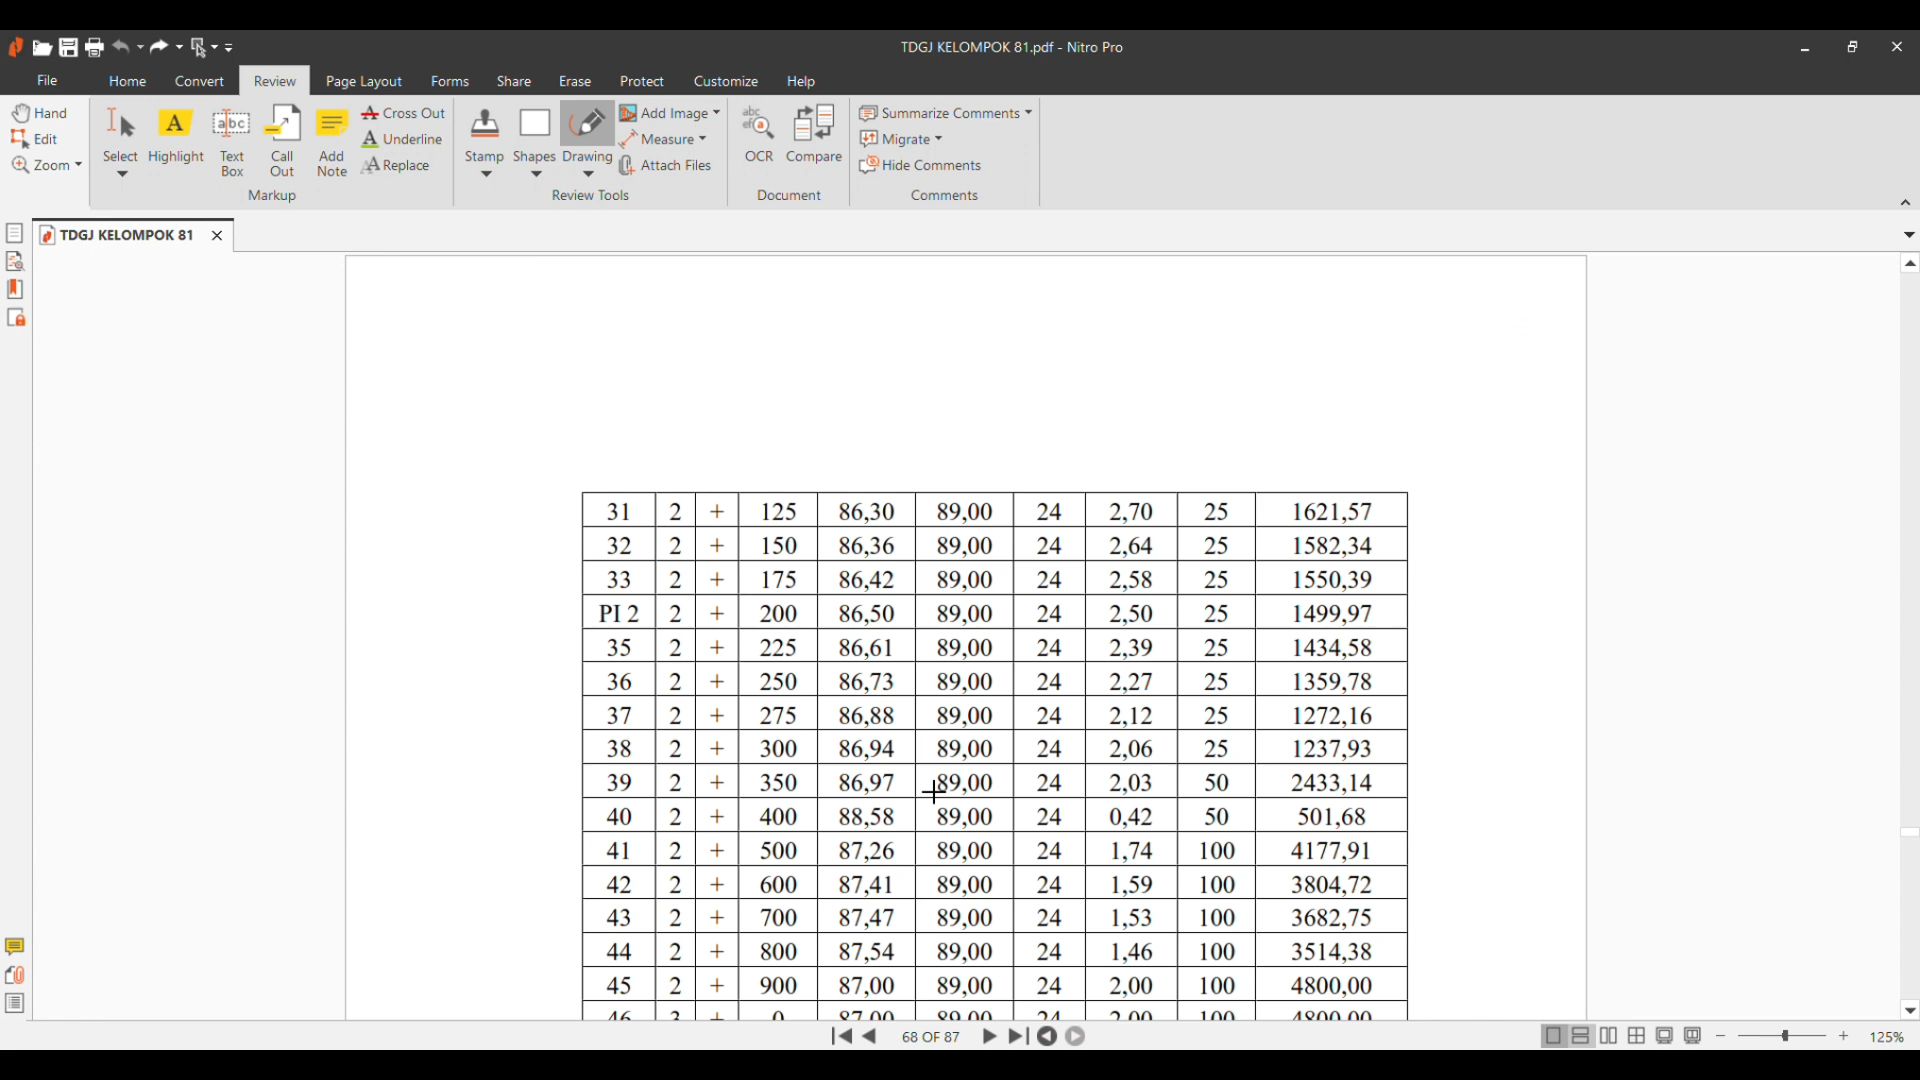 TDGJ KELOMPOK 81.pdf - Nitro Pro
File Home Convert Review Page Layout Forms Share Erase Protect Customize Help
Hand
Edit
Zoom
Select
Highlight
Text Box
Call Out
Add Note
Cross Out
Underline
Replace
Markup
Stamp
Shapes
Drawing
Add Image
Measure
Attach Files
Review Tools
OCR
Compare
Document
Summarize Comments
Migrate
Hide Comments
Comments
TDGJ KELOMPOK 81
31 2 + 125 86,30 89,00 24 2,70 25 1621,57
32 2 + 150 86,36 89,00 24 2,64 25 1582,34
33 2 + 175 86,42 89,00 24 2,58 25 1550,39
PI 2 2 + 200 86,50 89,00 24 2,50 25 1499,97
35 2 + 225 86,61 89,00 24 2,39 25 1434,58
36 2 + 250 86,73 89,00 24 2,27 25 1359,78
37 2 + 275 86,88 89,00 24 2,12 25 1272,16
38 2 + 300 86,94 89,00 24 2,06 25 1237,93
39 2 + 350 86,97 89,00 24 2,03 50 2433,14
40 2 + 400 88,58 89,00 24 0,42 50 501,68
41 2 + 500 87,26 89,00 24 1,74 100 4177,91
42 2 + 600 87,41 89,00 24 1,59 100 3804,72
43 2 + 700 87,47 89,00 24 1,53 100 3682,75
44 2 + 800 87,54 89,00 24 1,46 100 3514,38
45 2 + 900 87,00 89,00 24 2,00 100 4800,00
46 3 + 0 87,00 89,00 24 2,00 100 4800,00
68 OF 87
125%